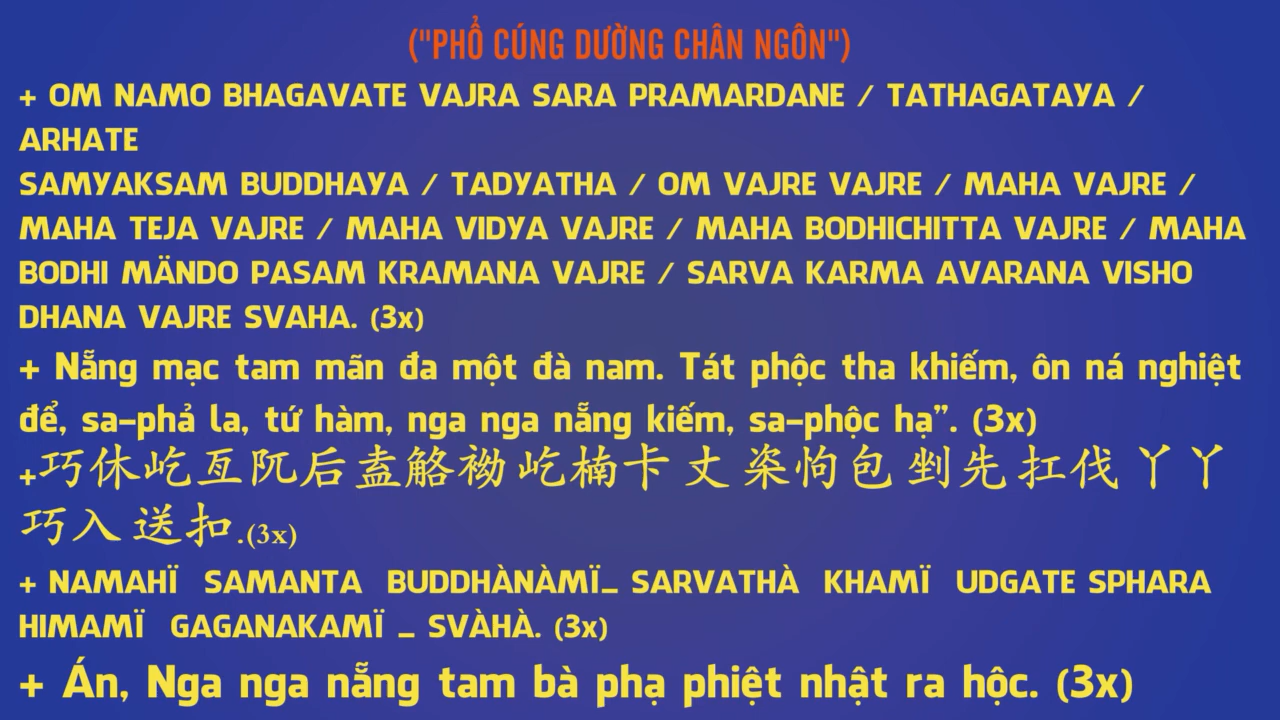 ("PHỔ CÚNG DƯỜNG CHÂN NGÔN")
+ OM NAMO BHAGAVATE VAJRA SARA PRAMARDANE / TATHAGATAYA /
ARHATE
SAMYAKSAM BUDDHAYA / TADYATHA / OM VAJRE VAJRE / MAHA VAJRE /
MAHA TEJA VAJRE / MAHA VIDYA VAJRE / MAHA BODHICHITTA VAJRE / MAHA
BODHI MÄNDO PASAM KRAMANA VAJRE / SARVA KARMA AVARANA VISHO
DHANA VAJRE SVAHA. (3x)
+ Nẵng mạc tam mãn đa một đà nam. Tát phộc tha khiếm, ôn ná nghiệt
để, sa-phả la, tứ hàm, nga nga nẵng kiếm, sa-phộc hạ”. (3x)
+巧休屹亙阢后盍觡袎屹楠卡 丈 栥怐包 剉先 扛伐 丫丫
巧入 送扣.(3x)
+ NAMAHÏ SAMANTA BUDDHÀNÀMÏ_ SARVATHÀ KHAMÏ UDGATE SPHARA
HIMAMÏ GAGANAKAMÏ _ SVÀHÀ. (3x)
+ Án, Nga nga nẵng tam bà phạ phiệt nhật ra hộc. (3x)